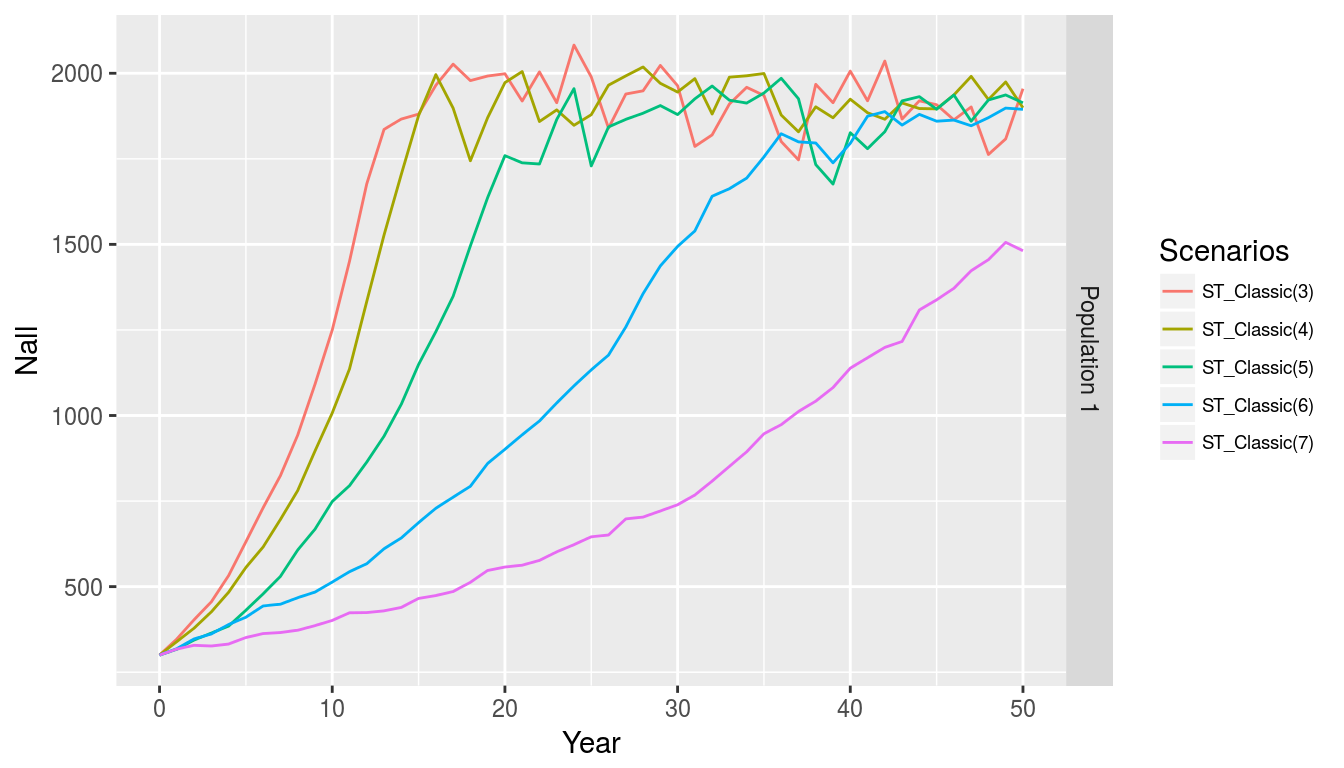 2000
1500
1000
500
Nall
0 10 20 30 40 50
Year
Population 1
Scenarios
ST_Classic(3)
ST_Classic(4)
ST_Classic(5)
ST_Classic(6)
ST_Classic(7)